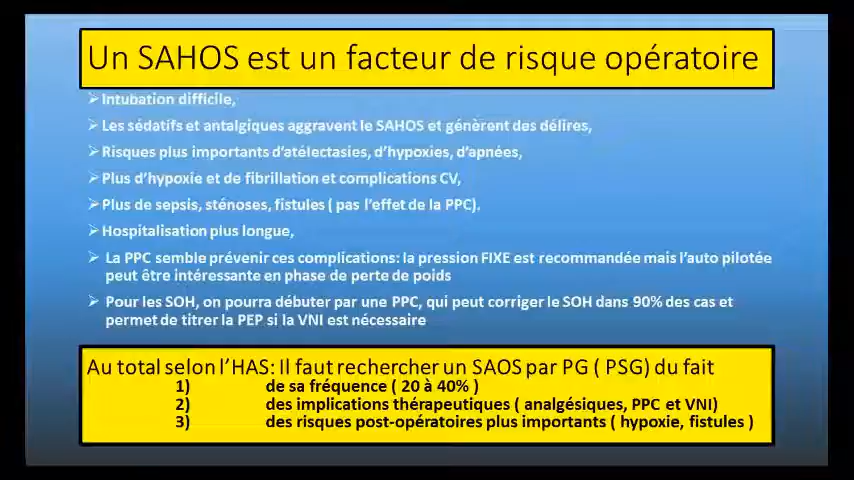 Un SAHOS est un facteur de risque opératoire
Intubation difficile,
Les sédatifs et antalgiques aggravent le SAHOS et génèrent des délires,
Risques plus importants d'atélectasies, d'hypoxies, d'apnées,
Plus d'hypoxie et de fibrillation et complications CV,
Plus de sepsis, sténoses, fistules ( pas l'effet de la PPC).
Hospitalisation plus longue,
La PPC semble prévenir ces complications: la pression FIXE est recommandée mais l'auto pilotée
peut être intéressante en phase de perte de poids
Pour les SOH, on pourra débuter par une PPC, qui peut corriger le SOH dans 90% des cas et
permet de titrer la PEP si la VNI est nécessaire
Au total selon l'HAS: Il faut rechercher un SAOS par PG ( PSG) du fait
1) de sa fréquence ( 20 à 40% )
2) des implications thérapeutiques ( analgésiques, PPC et VNI)
3) des risques post-opératoires plus importants ( hypoxie, fistules )